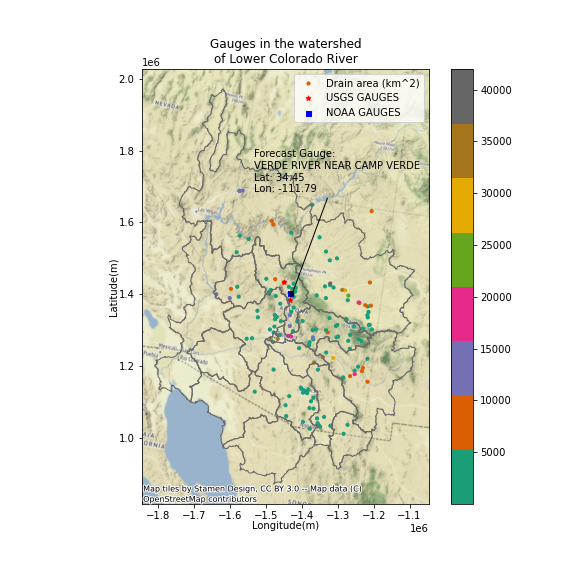 Gauges in the watershed
of Lower Colorado River
1e6
Drain area (km^2)
USGS GAUGES
NOAA GAUGES
Forecast Gauge:
VERDE RIVER NEAR CAMP VERDE
Lat: 34.45
Lon: -111.79
2.0
1.8
1.6
1.4
1.2
1.0
Latitude(m)
40000
35000
30000
25000
20000
15000
10000
5000
NEVADA
Map tiles by Stamen Design, CC BY 3.0 -- Map data (C)
OpenStreetMap contributors
−1.8
−1.7
−1.6
−1.5
−1.4
−1.3
−1.2
−1.1
Longitude(m)
1e6